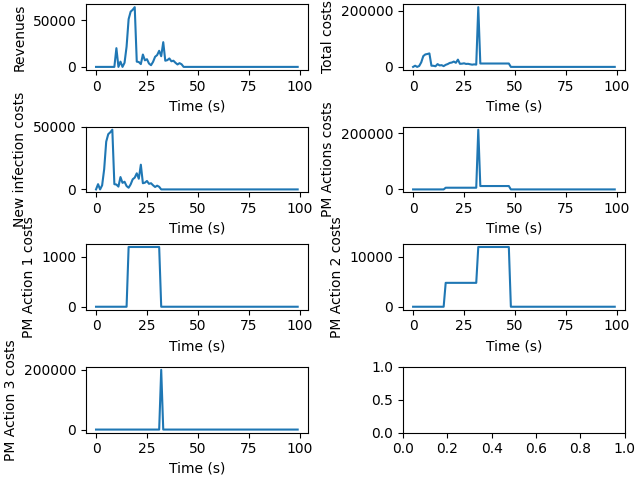 Revenues
50000
0
0 25 50 75 100
Time (s)
Total costs
200000
0
0 25 50 75 100
Time (s)
New infection costs
50000
0
0 25 50 75 100
Time (s)
PM Actions costs
200000
0
0 25 50 75 100
Time (s)
PM Action 1 costs
1000
0
0 25 50 75 100
Time (s)
PM Action 2 costs
10000
0
0 25 50 75 100
Time (s)
PM Action 3 costs
200000
0
0 25 50 75 100
Time (s)
1.0
0.5
0.0
0.0 0.2 0.4 0.6 0.8 1.0